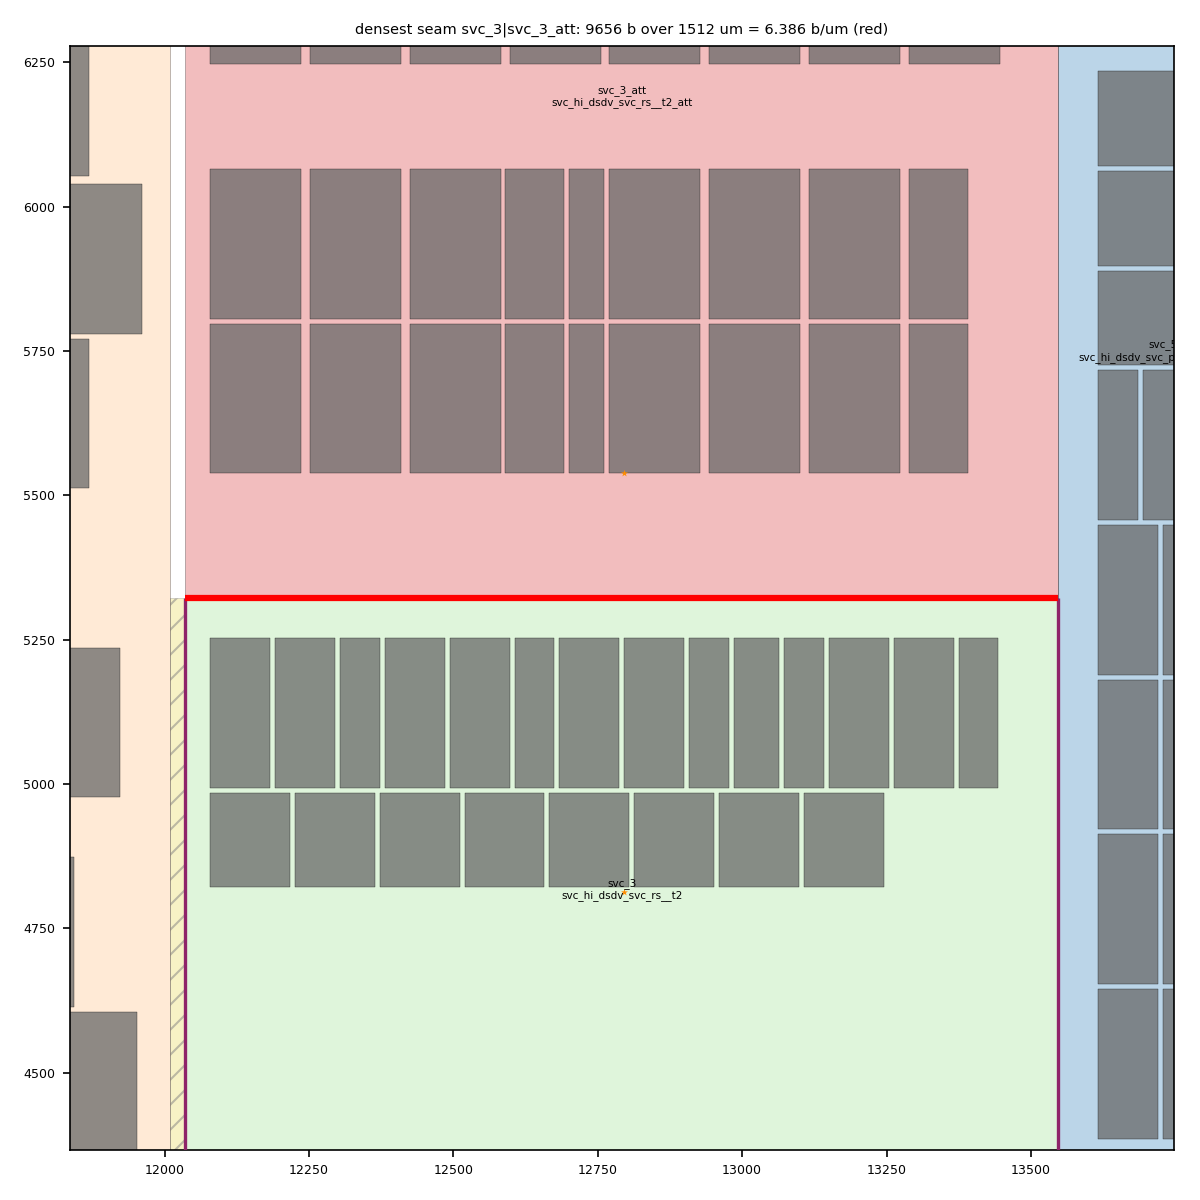 densest seam svc_3|svc_3_att: 9656 b over 1512 um = 6.386 b/um (red)
6250
6000
5750
5500
5250
5000
4750
4500
svc_3_att
svc_hi_dsdv_svc_rs__t2_att
svc_hi_dsdv_svc_p
svc_3
svc_hi_dsdv_svc_rs__t2
12000
12250
12500
12750
13000
13250
13500